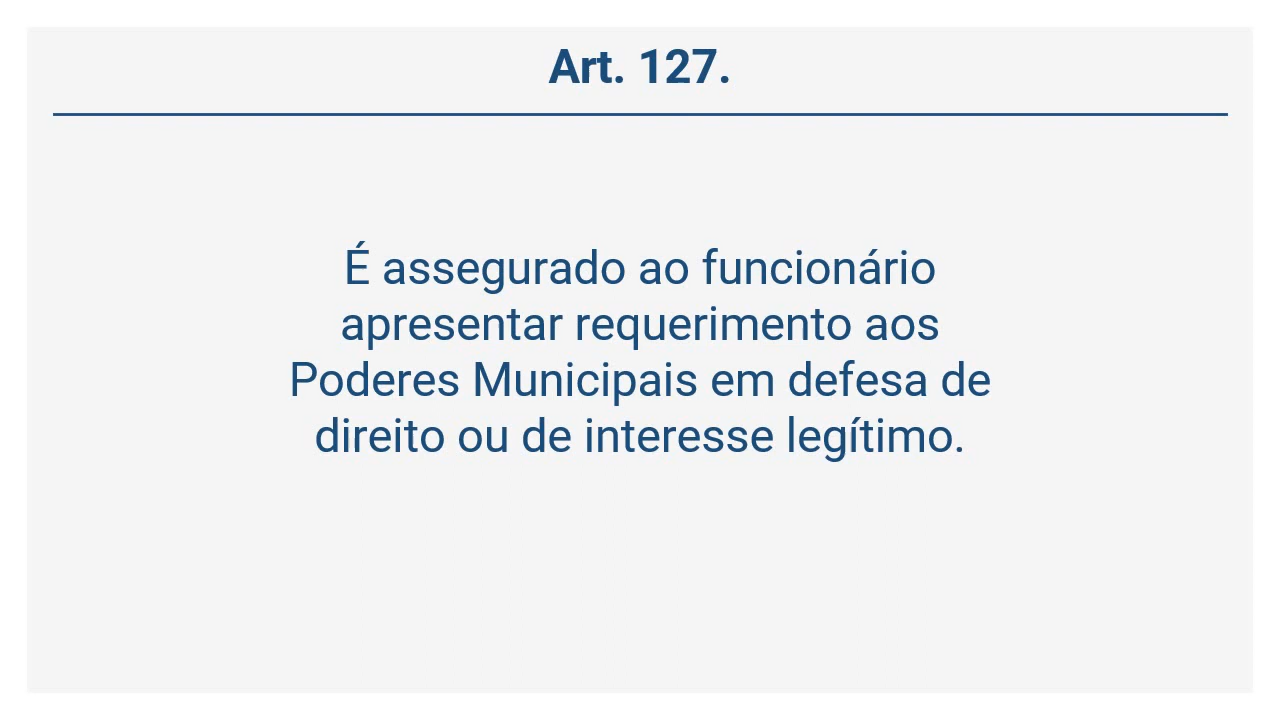 Art. 127.
É assegurado ao funcionário
apresentar requerimento aos
Poderes Municipais em defesa de
direito ou de interesse legítimo.